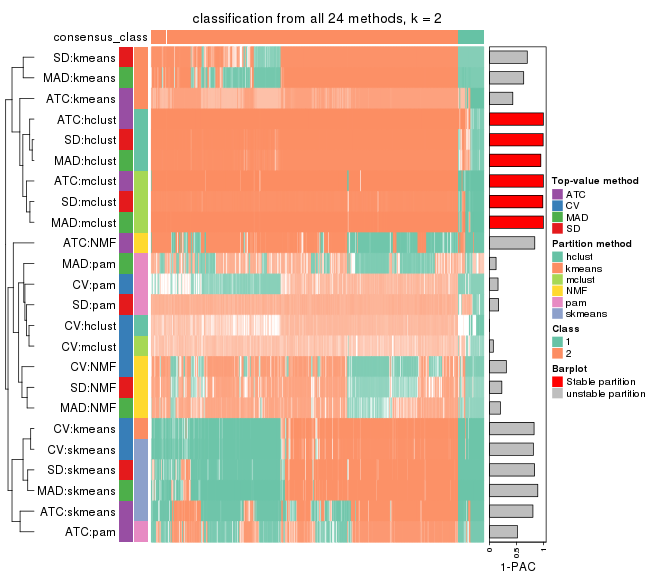 classification from all 24 methods, k = 2
consensus_class
SD:kmeans
MAD:kmeans
ATC:kmeans
ATC:hclust
SD:hclust
MAD:hclust
ATC:mclust
SD:mclust
MAD:mclust
ATC:NMF
MAD:pam
CV:pam
SD:pam
CV:hclust
CV:mclust
CV:NMF
SD:NMF
MAD:NMF
CV:kmeans
CV:skmeans
SD:skmeans
MAD:skmeans
ATC:skmeans
ATC:pam
0
0.5
1
1-PAC
Top-value method
ATC
CV
MAD
SD
Partition method
hclust
kmeans
mclust
NMF
pam
skmeans
Class
1
2
Barplot
Stable partition
unstable partition